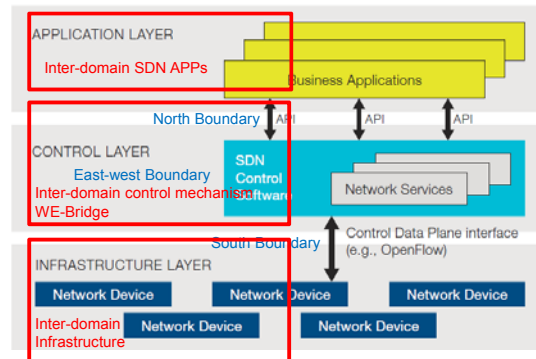 APPLICATION LAYER
Inter-domain SDN APPs
Business Applications
North Boundary
API
API
API
CONTROL LAYER
East-west Boundary
Inter-domain control mechanism
WE-Bridge
SDN
Control
Software
Network Services
South Boundary
Control Data Plane interface
(e.g., OpenFlow)
INFRASTRUCTURE LAYER
Network Device
Network Device
Network Device
Inter-domain
Infrastructure
Network Device
Network Device